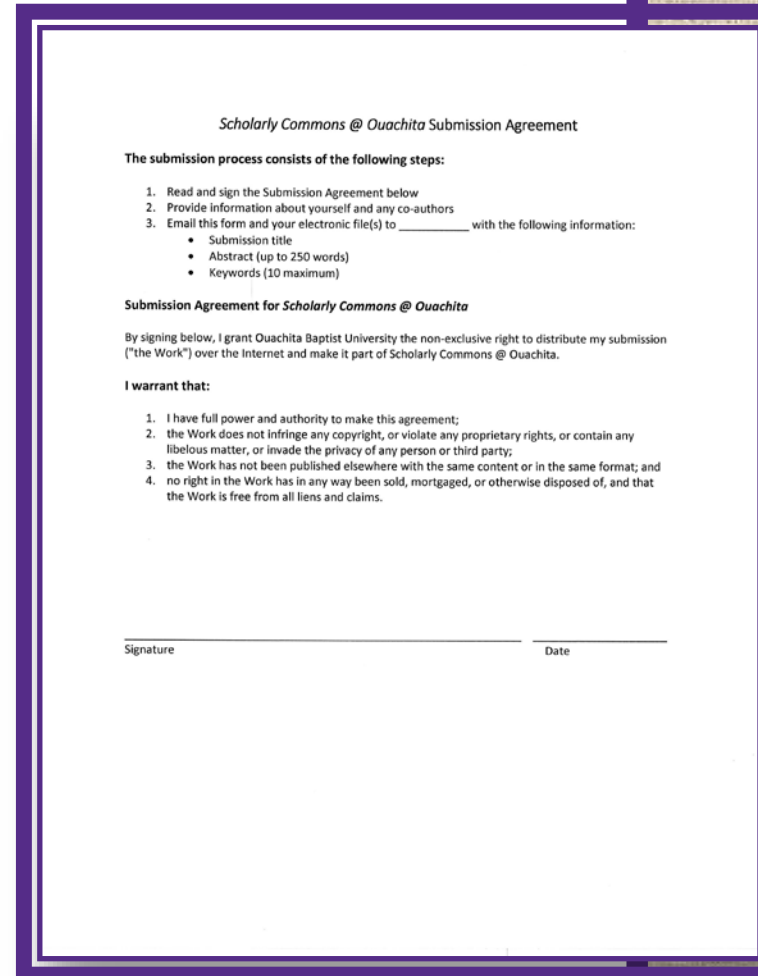 Scholarly Commons @ Ouachita Submission Agreement
The submission process consists of the following steps:
1. Read and sign the Submission Agreement below
2. Provide information about yourself and any co-authors
3. Email this form and your electronic file(s) to ___________ with the following information:
• Submission title
• Abstract (up to 250 words)
• Keywords (10 maximum)
Submission Agreement for Scholarly Commons @ Ouachita
By signing below, I grant Ouachita Baptist University the non-exclusive right to distribute my submission
("the Work") over the Internet and make it part of Scholarly Commons @ Ouachita.
I warrant that:
1. I have full power and authority to make this agreement;
2. the Work does not infringe any copyright, or violate any proprietary rights, or contain any
libelous matter, or invade the privacy of any person or third party;
3. the Work has not been published elsewhere with the same content or in the same format; and
4. no right in the Work has in any way been sold, mortgaged, or otherwise disposed of, and that
the Work is free from all liens and claims.
Signature Date